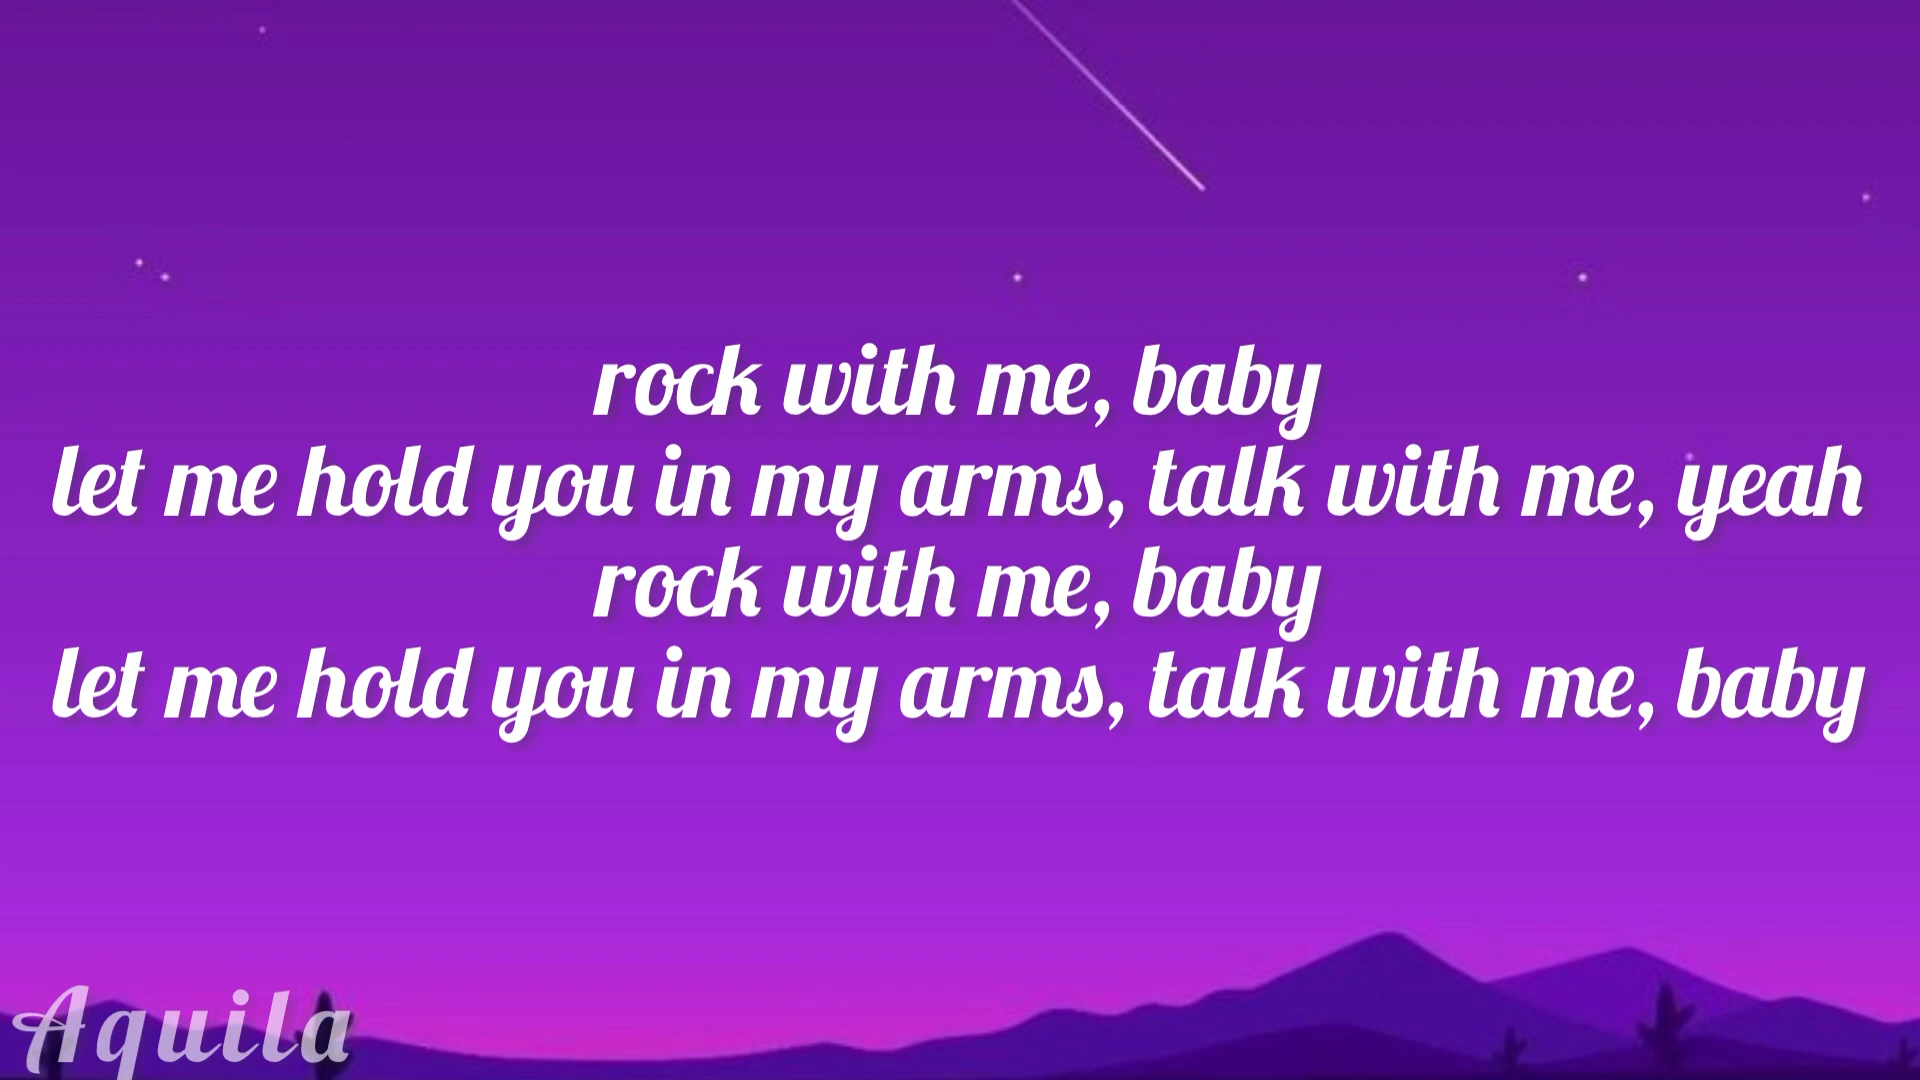 rock with me, baby
let me hold you in my arms, talk with me, yeah
rock with me, baby
let me hold you in my arms, talk with me, baby
Aquila